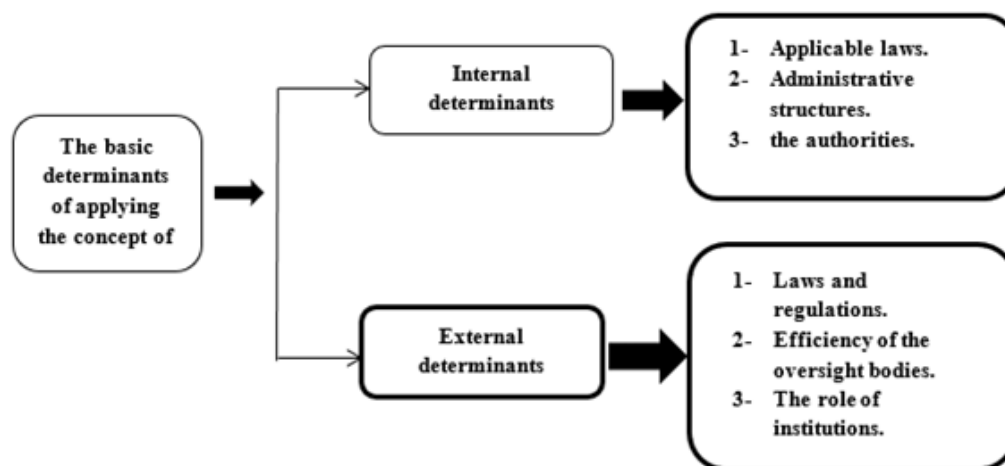 The basic
determinants
of applying
the concept of
Internal
determinants
1- Applicable laws.
2- Administrative
structures.
3- the authorities.
External
determinants
1- Laws and
regulations.
2- Efficiency of the
oversight bodies.
3- The role of
institutions.